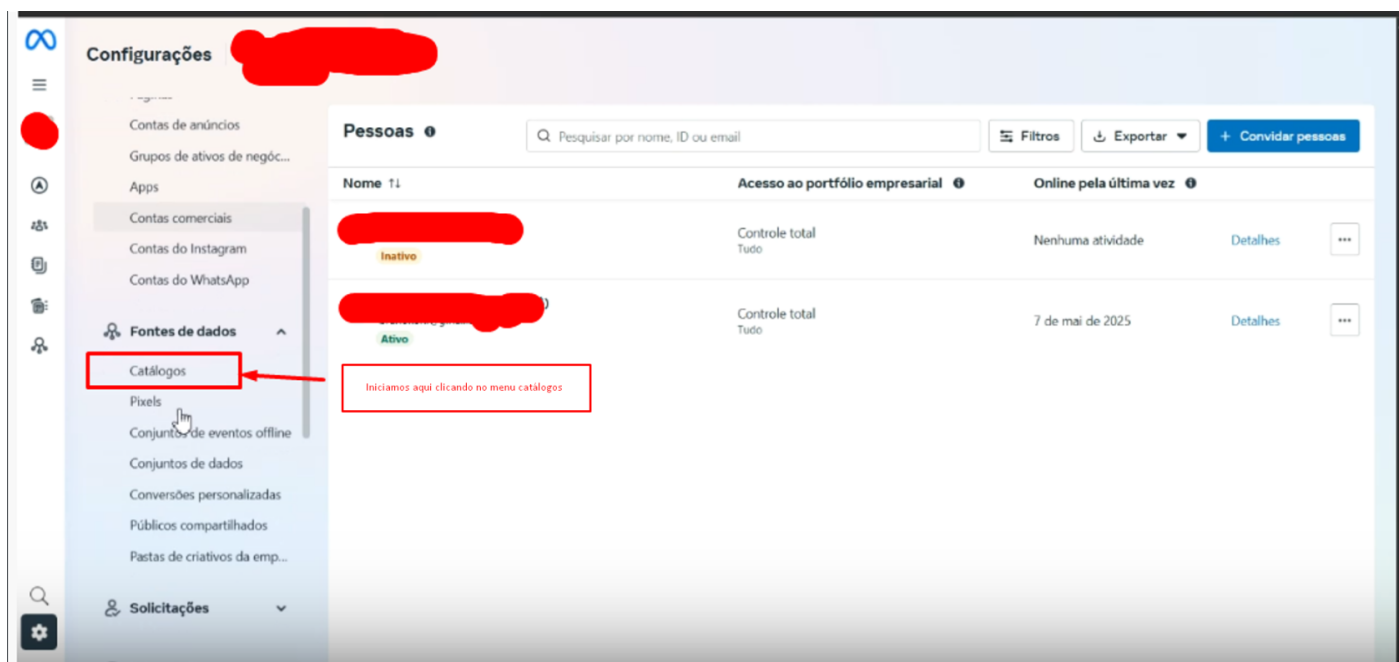 Configurações
Contas de anúncios
Grupos de ativos de negóc...
Apps
Contas comerciais
Contas do Instagram
Contas do WhatsApp
Fontes de dados
Catálogos
Pixels
Conjuntos de eventos offline
Conjuntos de dados
Conversões personalizadas
Públicos compartilhados
Pastas de criativos da emp...
Solicitações
Pessoas
Pesquisar por nome, ID ou email
Filtros
Exportar
+ Convidar pessoas
Nome ↑↓
Acesso ao portfólio empresarial
Online pela última vez
Inativo
Controle total
Tudo
Nenhuma atividade
Detalhes
...
Ativo
Controle total
Tudo
7 de mai de 2025
Detalhes
...
Iniciamos aqui clicando no menu catálogos